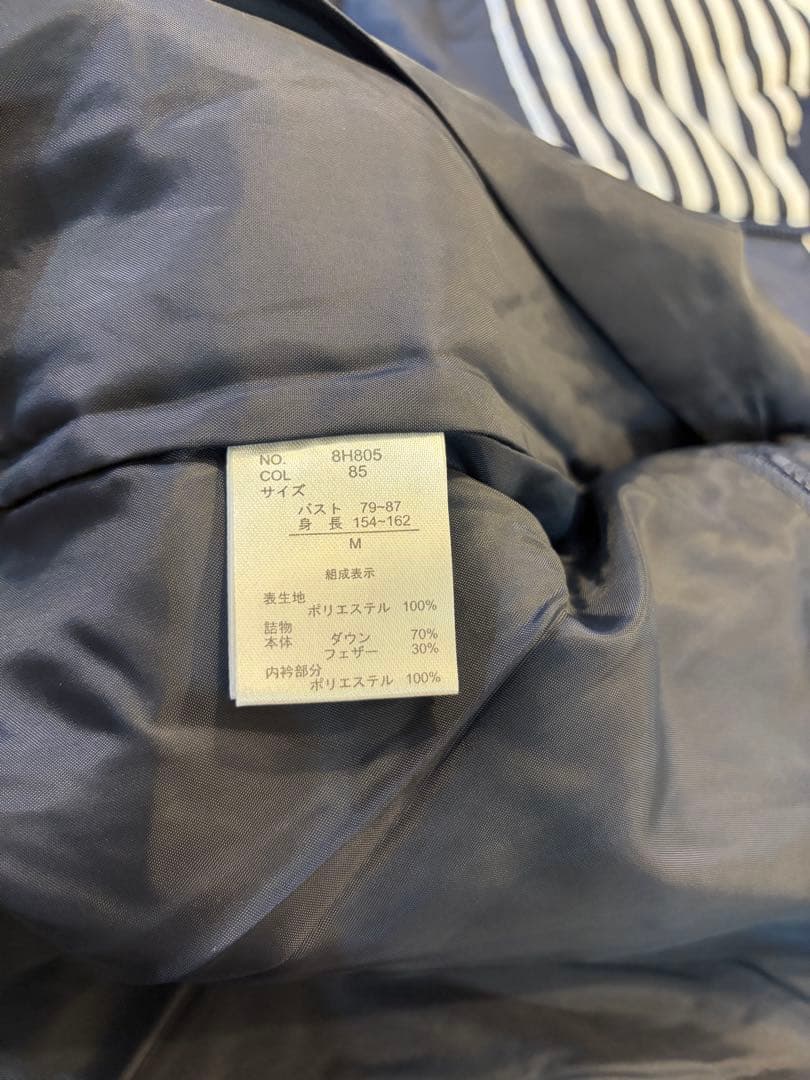 NO. 8H805
COL 85
サイズ
バスト 79~87
身 長 154~162
M
組成表示
表生地
ポリエステル 100%
詰物
本体 ダウン 70%
フェザー 30%
内衿部分
ポリエステル 100%